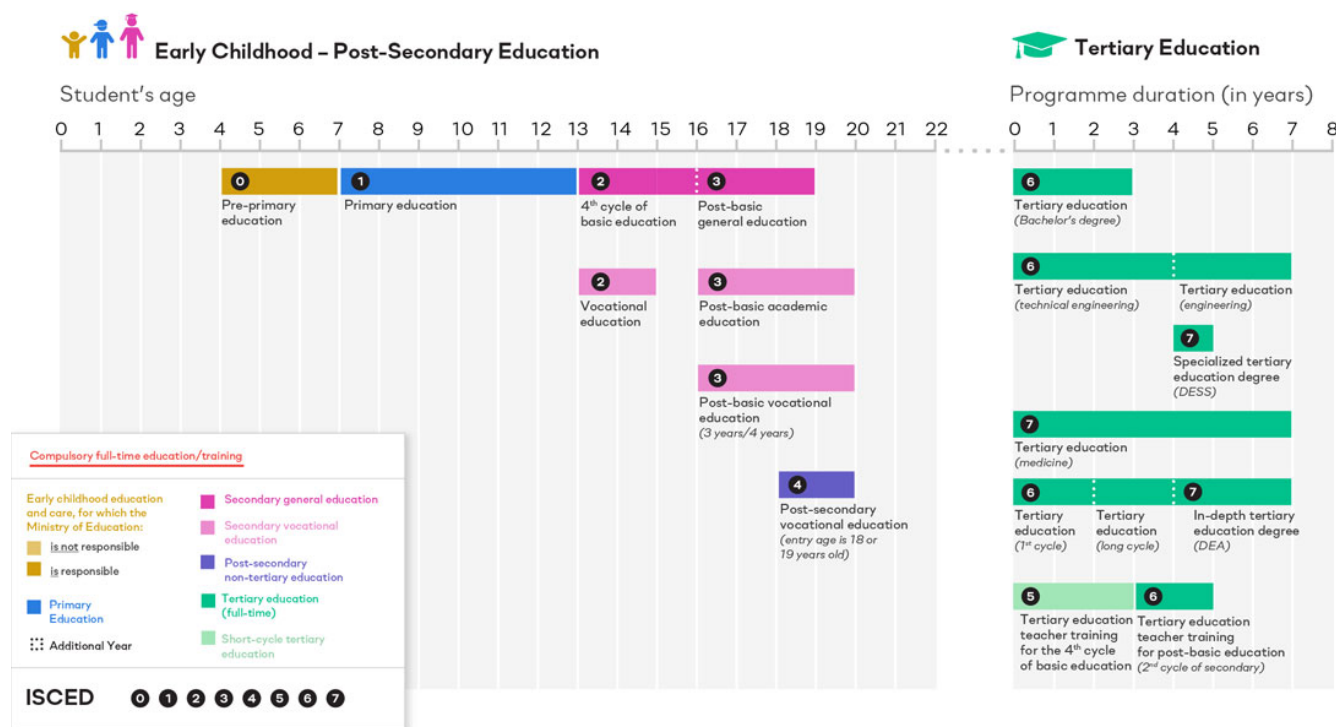 Early Childhood – Post-Secondary Education
Student's age
0 1 2 3 4 5 6 7 8 9 10 11 12 13 14 15 16 17 18 19 20 21 22
0
Pre-primary
education
1
Primary education
2
4th cycle of
basic education
3
Post-basic
general education
2
Vocational
education
3
Post-basic academic
education
3
Post-basic vocational
education
(3 years/4 years)
4
Post-secondary
vocational education
(entry age is 18 or
19 years old)
Tertiary Education
Programme duration (in years)
0 1 2 3 4 5 6 7 8
6
Tertiary education
(Bachelor's degree)
6
Tertiary education
(technical engineering)
Tertiary education
(engineering)
7
Specialized tertiary
education degree
(DESS)
7
Tertiary education
(medicine)
6
Tertiary
education
(1st cycle)
Tertiary
education
(long cycle)
7
In-depth tertiary
education degree
(DEA)
5
Tertiary education
teacher training
for the 4th cycle
of basic education
6
Tertiary education
teacher training
for post-basic education
(2nd cycle of secondary)
Compulsory full-time education/training
Early childhood education
and care, for which the
Ministry of Education:
is not responsible
is responsible
Primary
Education
Additional Year
Secondary general education
Secondary vocational
education
Post-secondary
non-tertiary education
Tertiary education
(full-time)
Short-cycle tertiary
education
ISCED 0 1 2 3 4 5 6 7